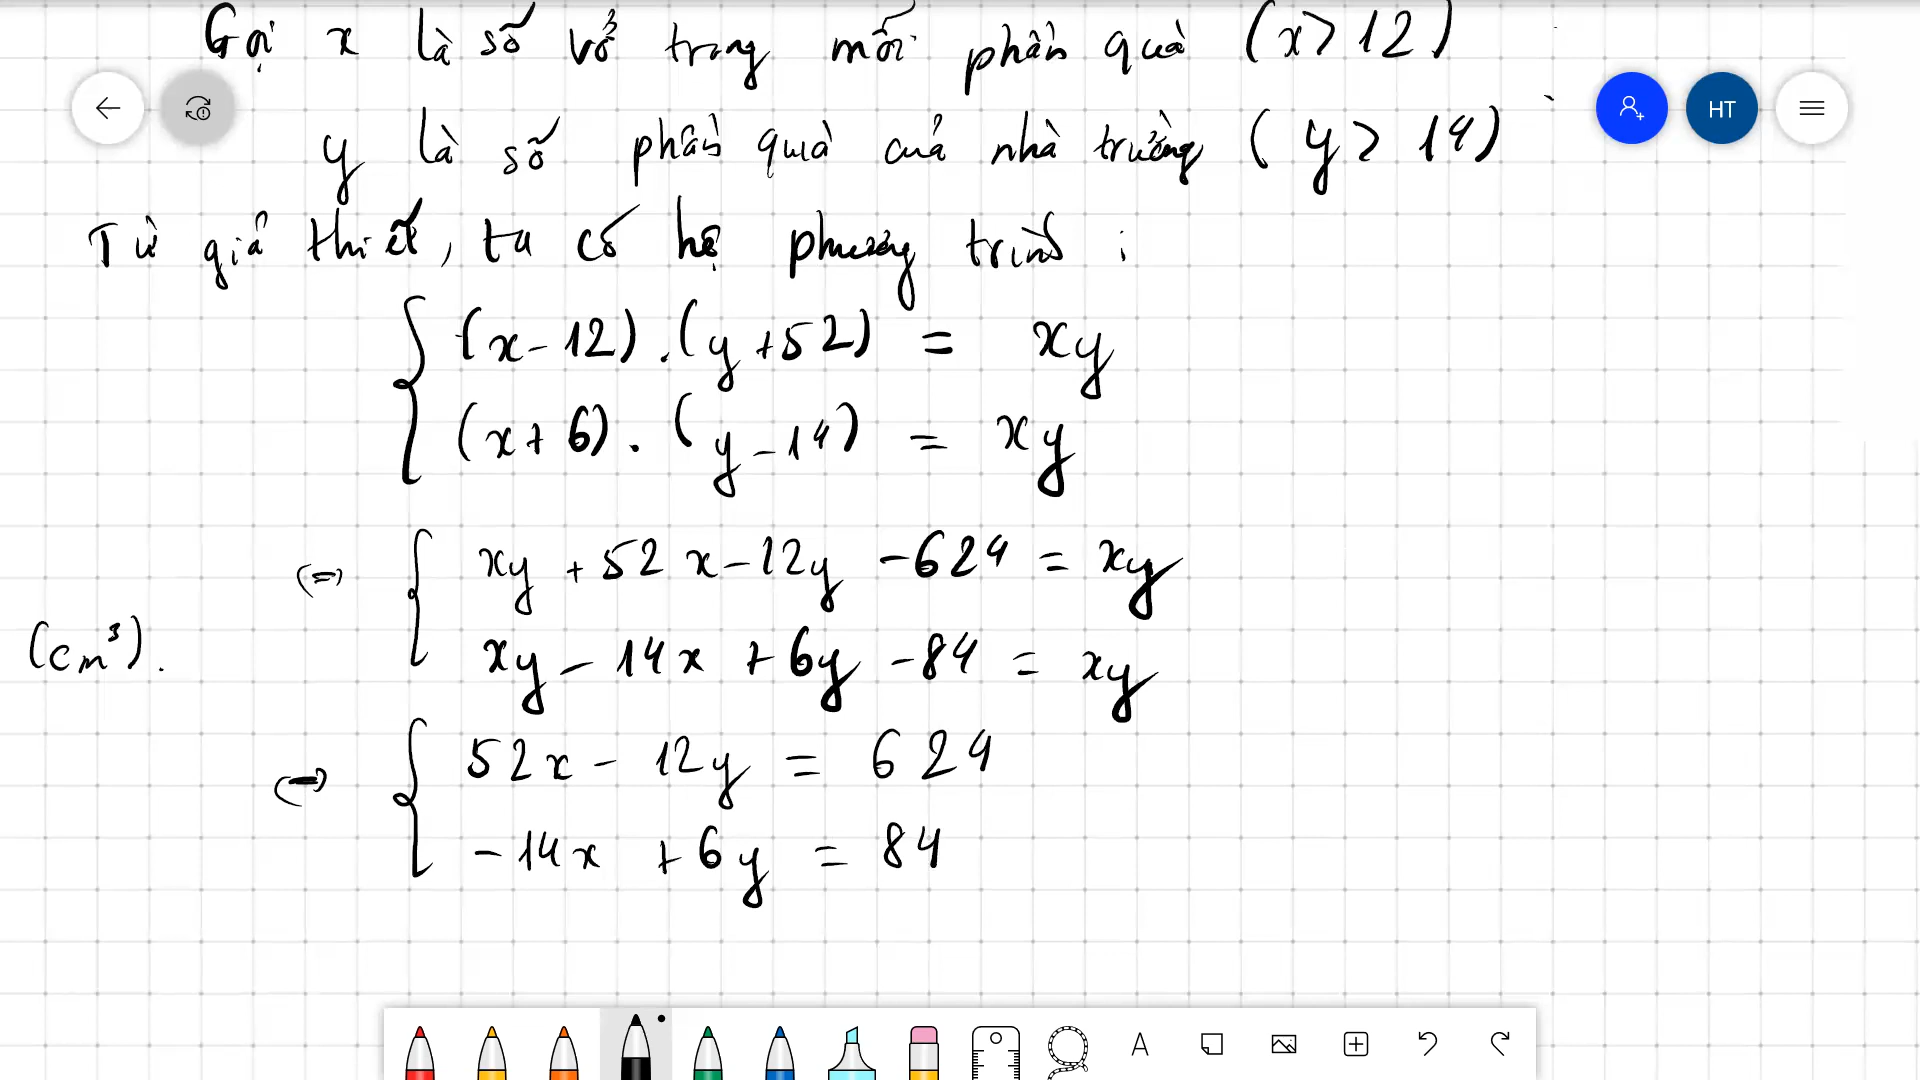 Gọi x là số vở trong mỗi phần quà (x > 12)
HT
y là số phần quà của nhà trường ( y > 14)
Từ giả thiết, ta có hệ phương trình :
(x - 12) . (y + 52) = xy
(x + 6) . (y - 14) = xy
<=> xy + 52x - 12y - 624 = xy
(cm³).
xy - 14x + 6y - 84 = xy
<=> 52x - 12y = 624
- 14x + 6y = 84
A